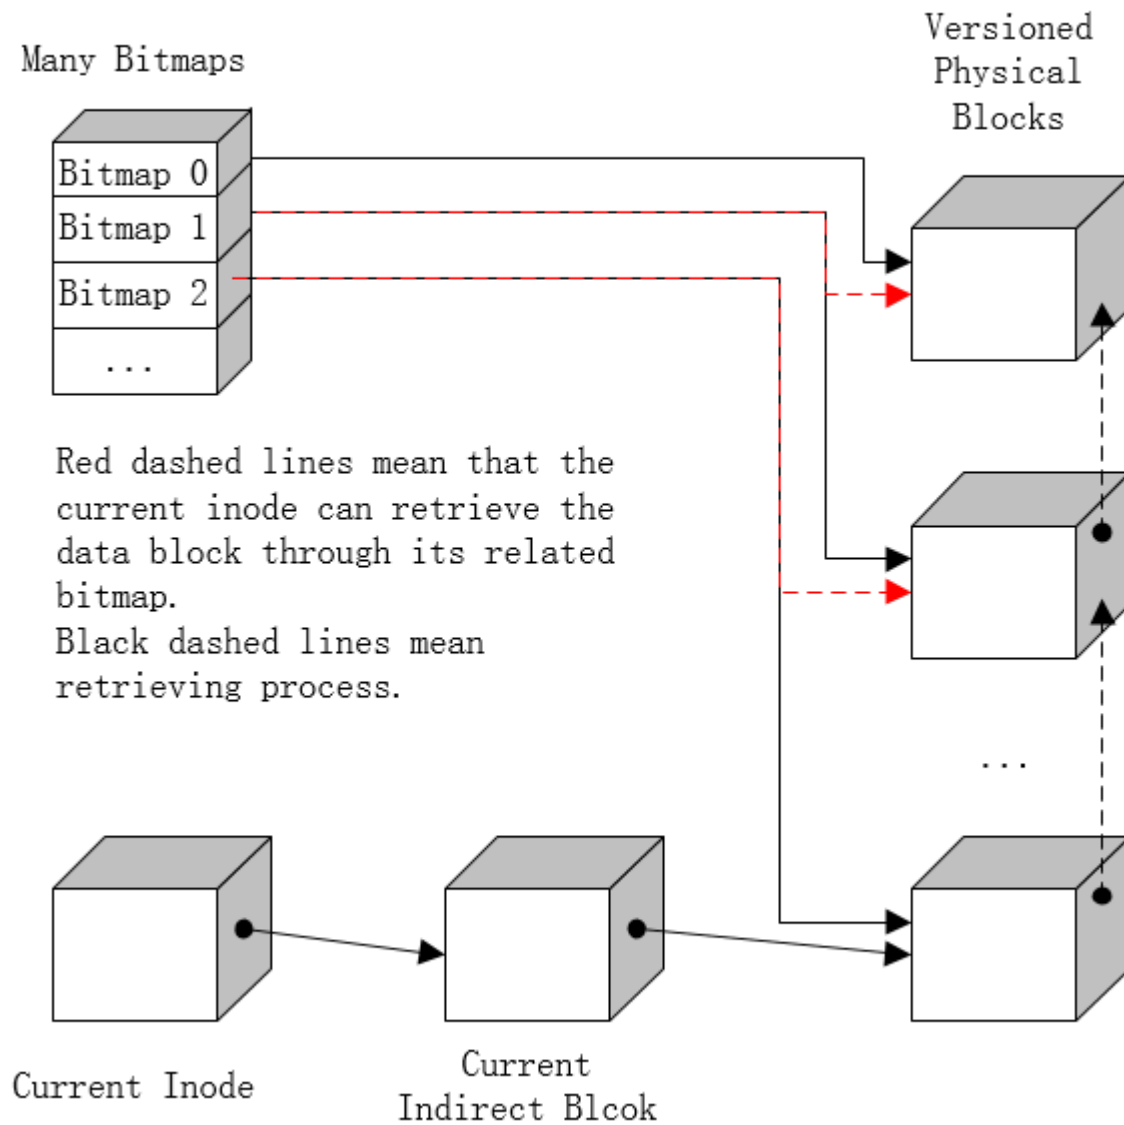 Many Bitmaps
Versioned
Physical
Blocks
Bitmap 0
Bitmap 1
Bitmap 2
...
Red dashed lines mean that the
current inode can retrieve the
data block through its related
bitmap.
Black dashed lines mean
retrieving process.
...
Current Inode
Current
Indirect Blcok